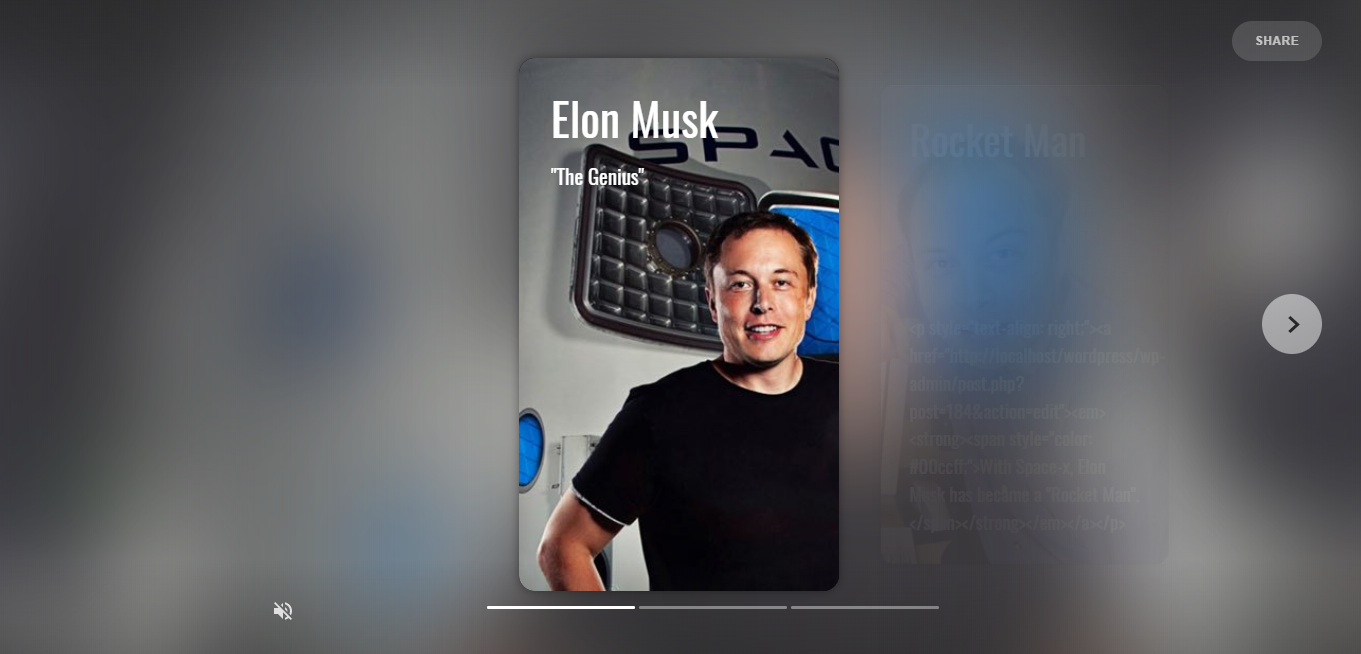 SHARE
Elon Musk
"The Genius"
SPAC
Rocket Man
<p style="text-align: right;"><a
href="http://localhost/wordpress/wp-
admin/post.php?
post=184&action=edit"><em>
<strong><span style="color:
#00ccff;">With Space-x, Elon
Musk has became a "Rocket Man".
</span></strong></em></a></p>